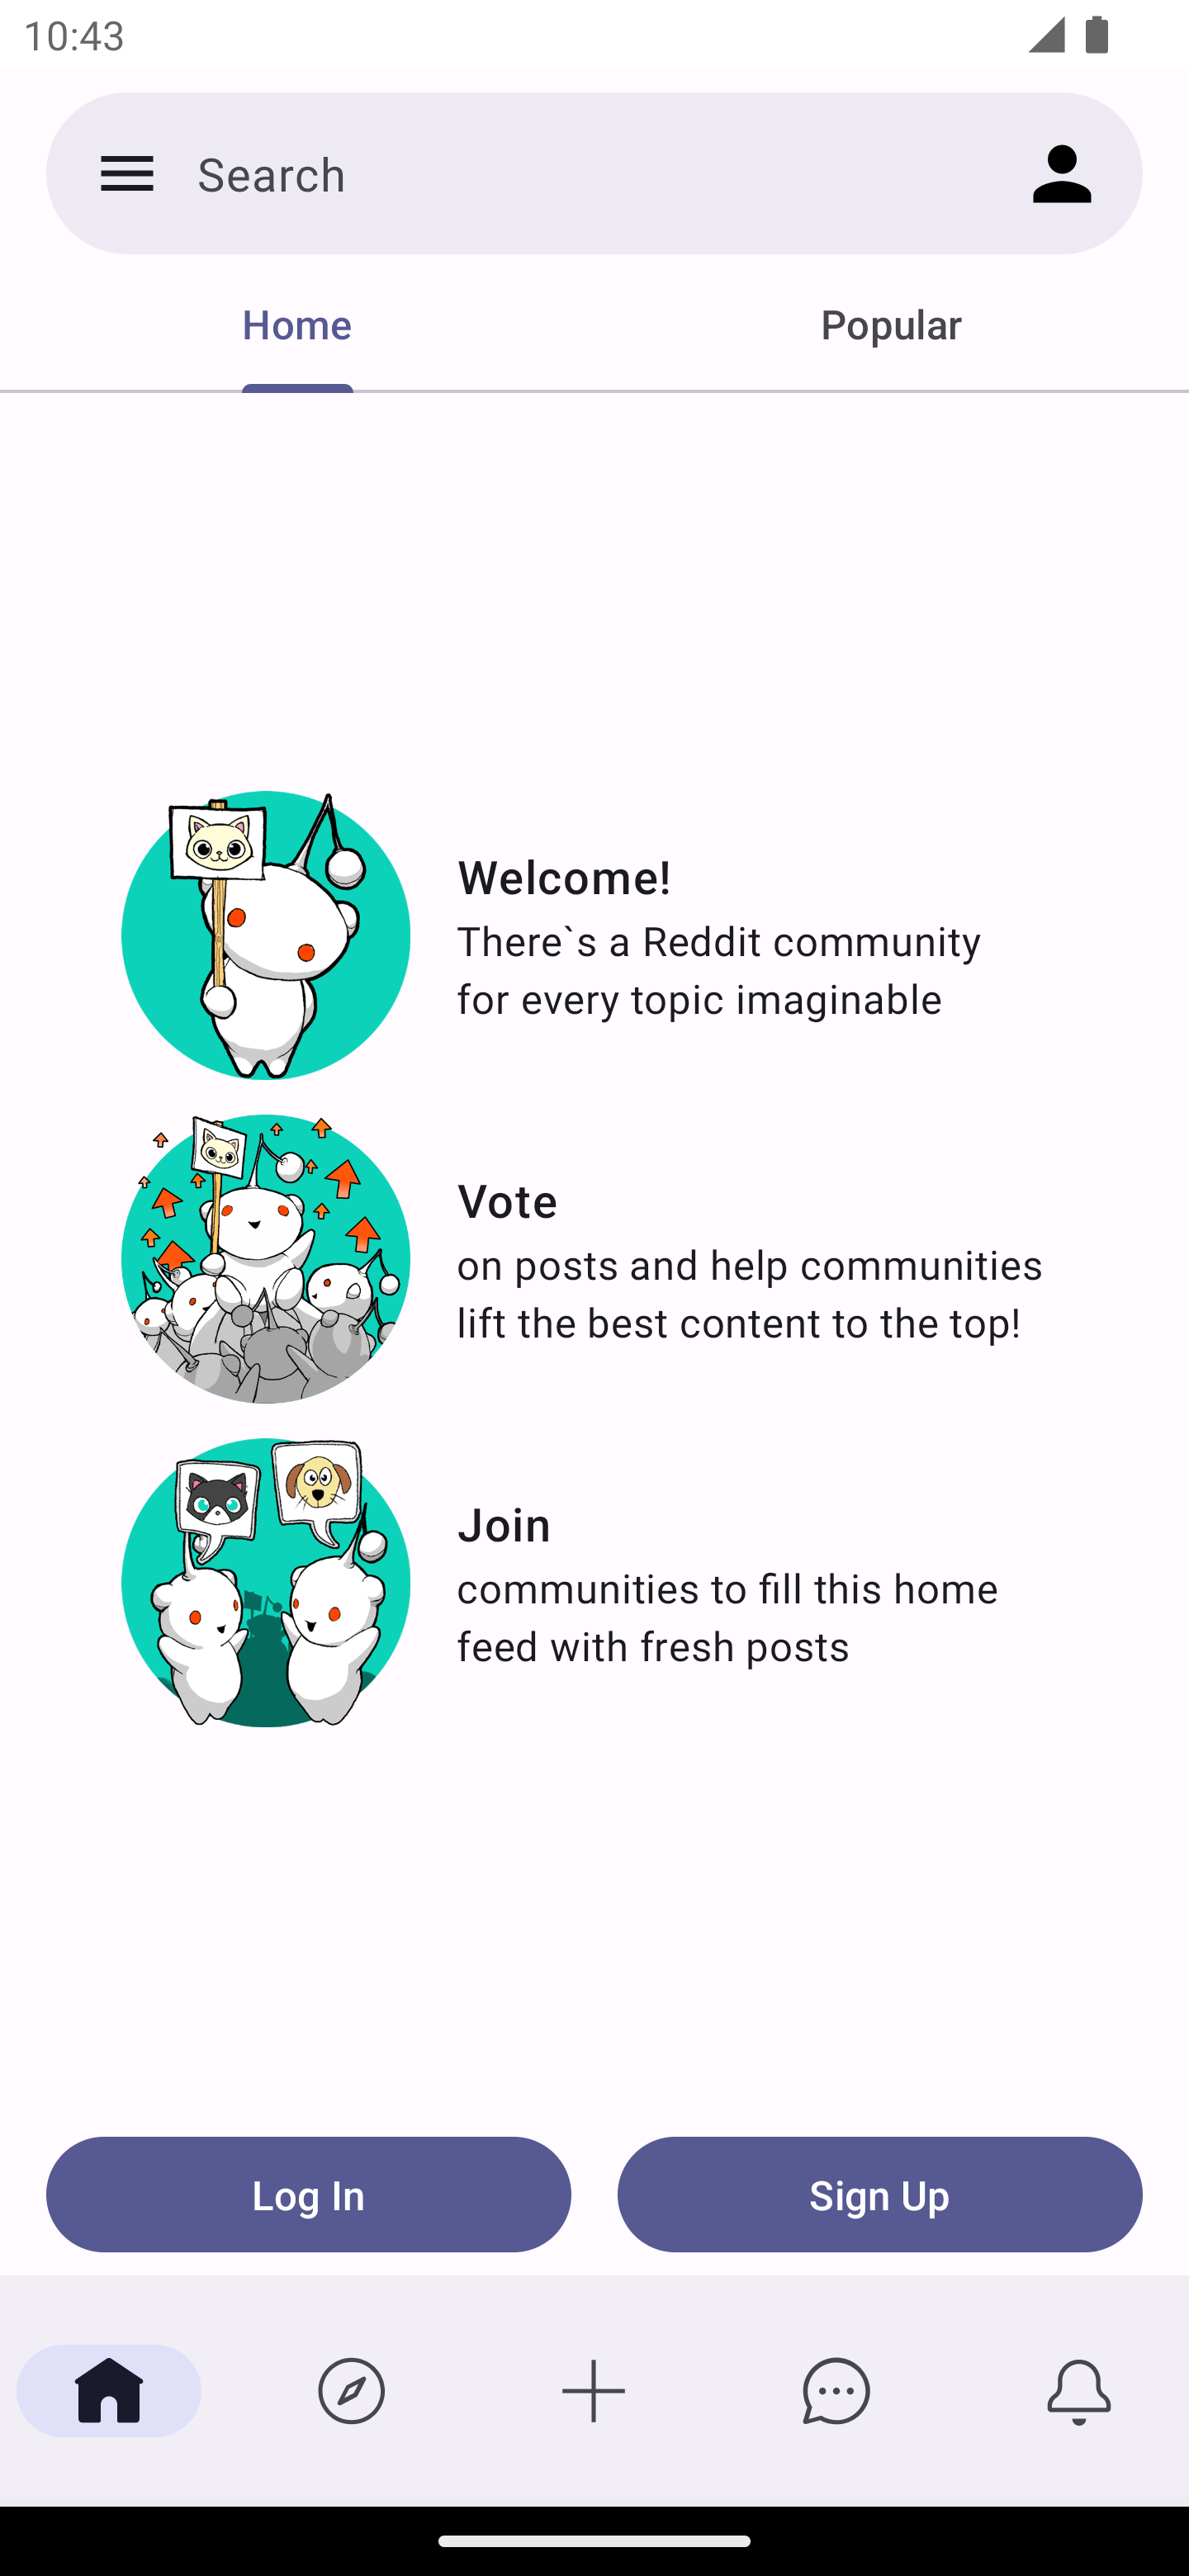 10:43
Search
Home
Popular
Welcome!
There`s a Reddit community
for every topic imaginable
Vote
on posts and help communities
lift the best content to the top!
Join
communities to fill this home
feed with fresh posts
Log In
Sign Up